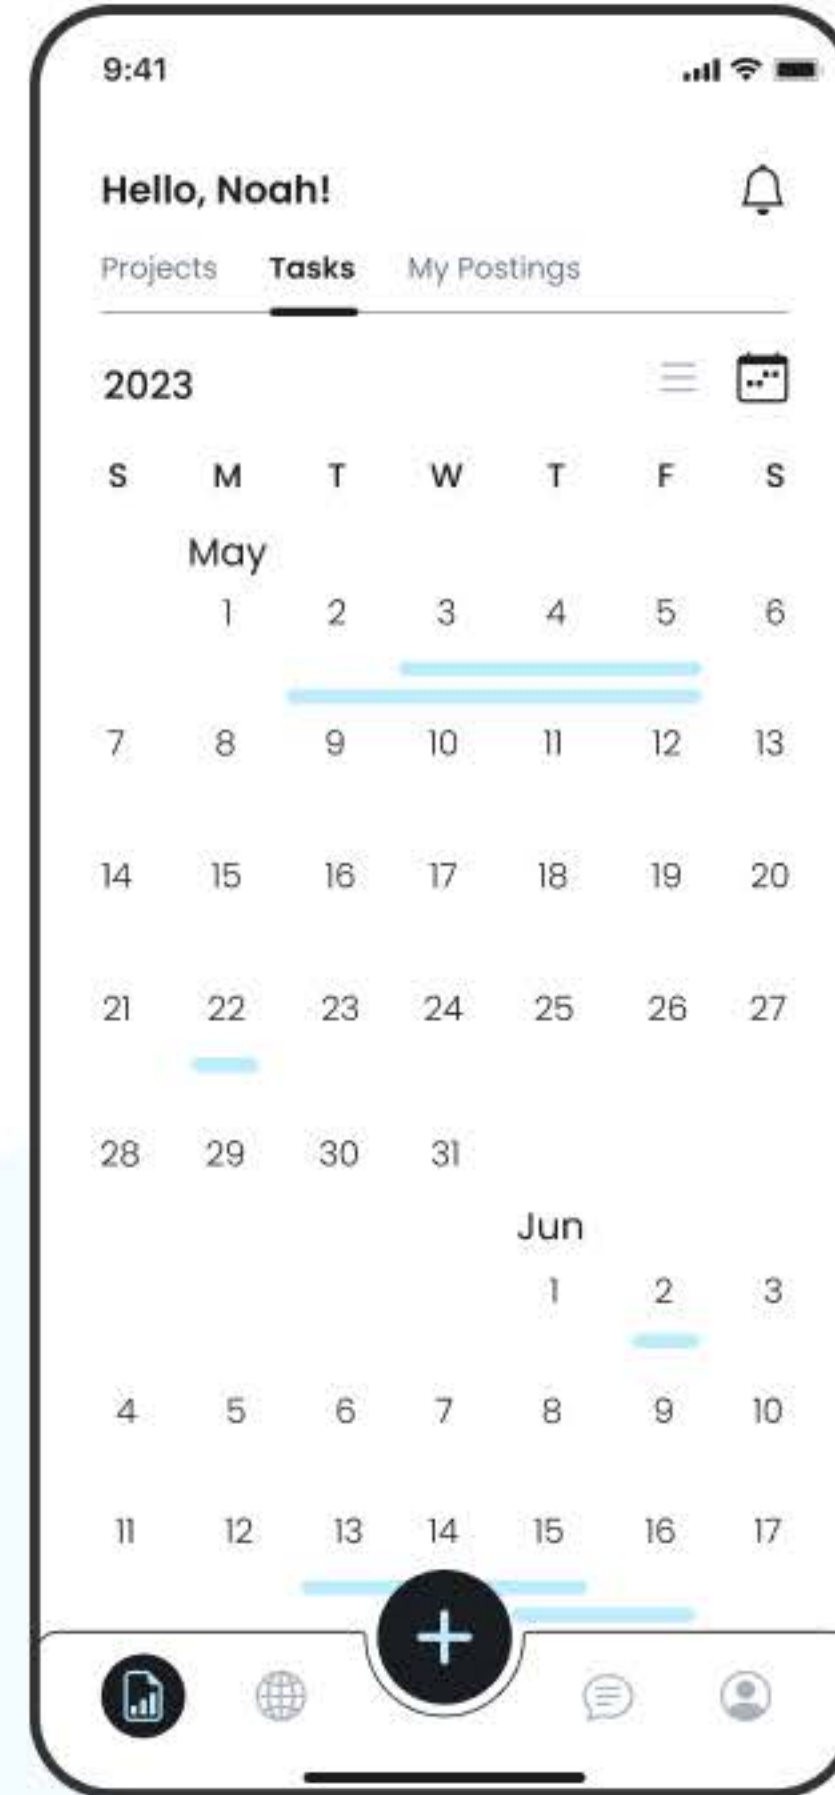 9:41
Hello, Noah!
Projects Tasks My Postings
2023
S M T W T F S
May
1 2 3 4 5 6
7 8 9 10 11 12 13
14 15 16 17 18 19 20
21 22 23 24 25 26 27
28 29 30 31
Jun
1 2 3
4 5 6 7 8 9 10
11 12 13 14 15 16 17